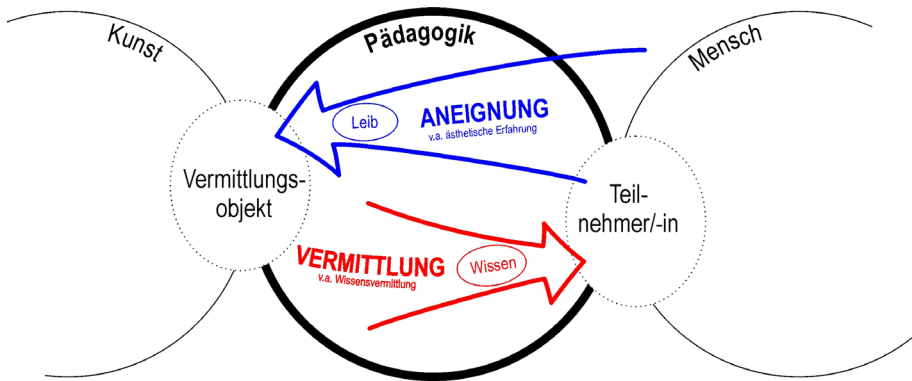 Kunst
Pädagogik
Mensch
Leib
ANEIGNUNG
v.a. ästhetische Erfahrung
Vermittlungs-
objekt
Teil-
nehmer/-in
VERMITTLUNG
v.a. Wissensvermittlung
Wissen